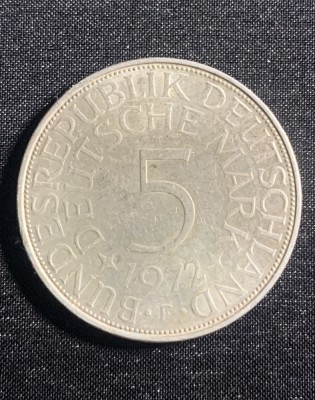 BUNDESREPUBLIK DEUTSCHLAND
DEUTSCHE MARK
5
1972
F